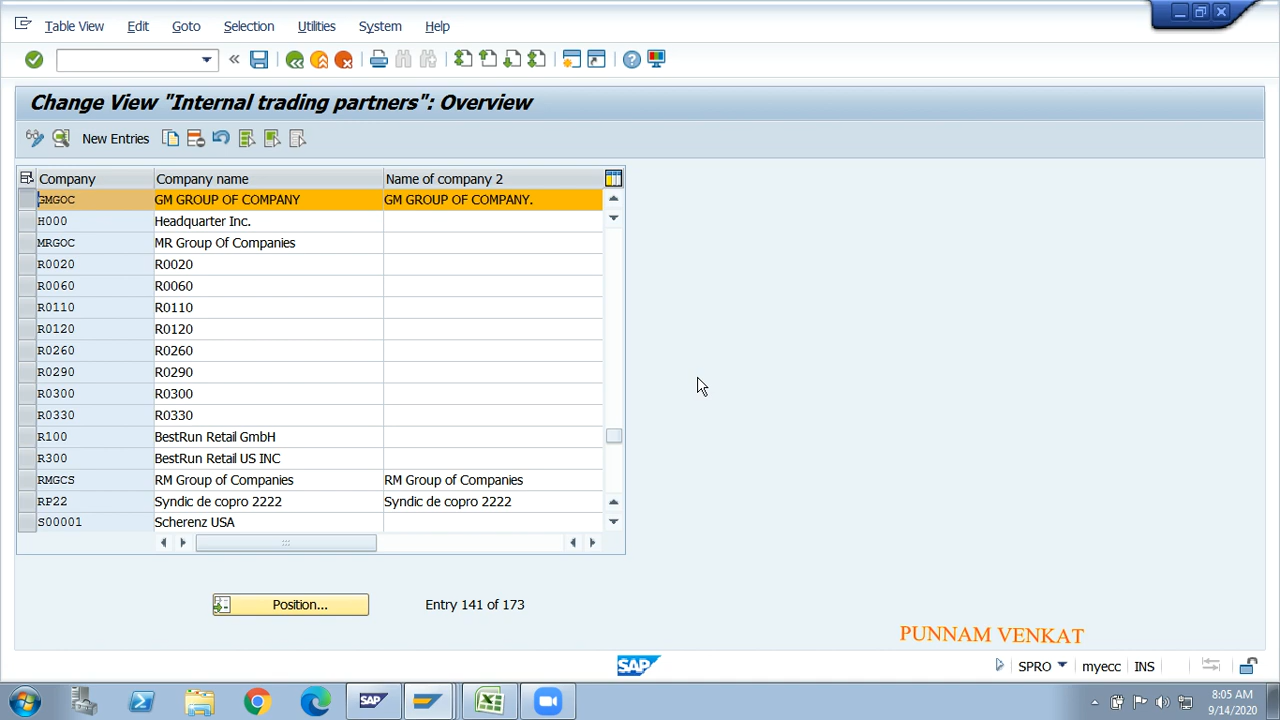 Table View Edit Goto Selection Utilities System Help
Change View "Internal trading partners": Overview
New Entries
Company Company name Name of company 2
GMGOC GM GROUP OF COMPANY GM GROUP OF COMPANY.
H000 Headquarter Inc.
MRGOC MR Group Of Companies
R0020 R0020
R0060 R0060
R0110 R0110
R0120 R0120
R0260 R0260
R0290 R0290
R0300 R0300
R0330 R0330
R100 BestRun Retail GmbH
R300 BestRun Retail US INC
RMGCS RM Group of Companies RM Group of Companies
RP22 Syndic de copro 2222 Syndic de copro 2222
S00001 Scherenz USA
Position... Entry 141 of 173
PUNNAM VENKAT
SAP SPRO myecc INS
SAP 8:05 AM
9/14/2020